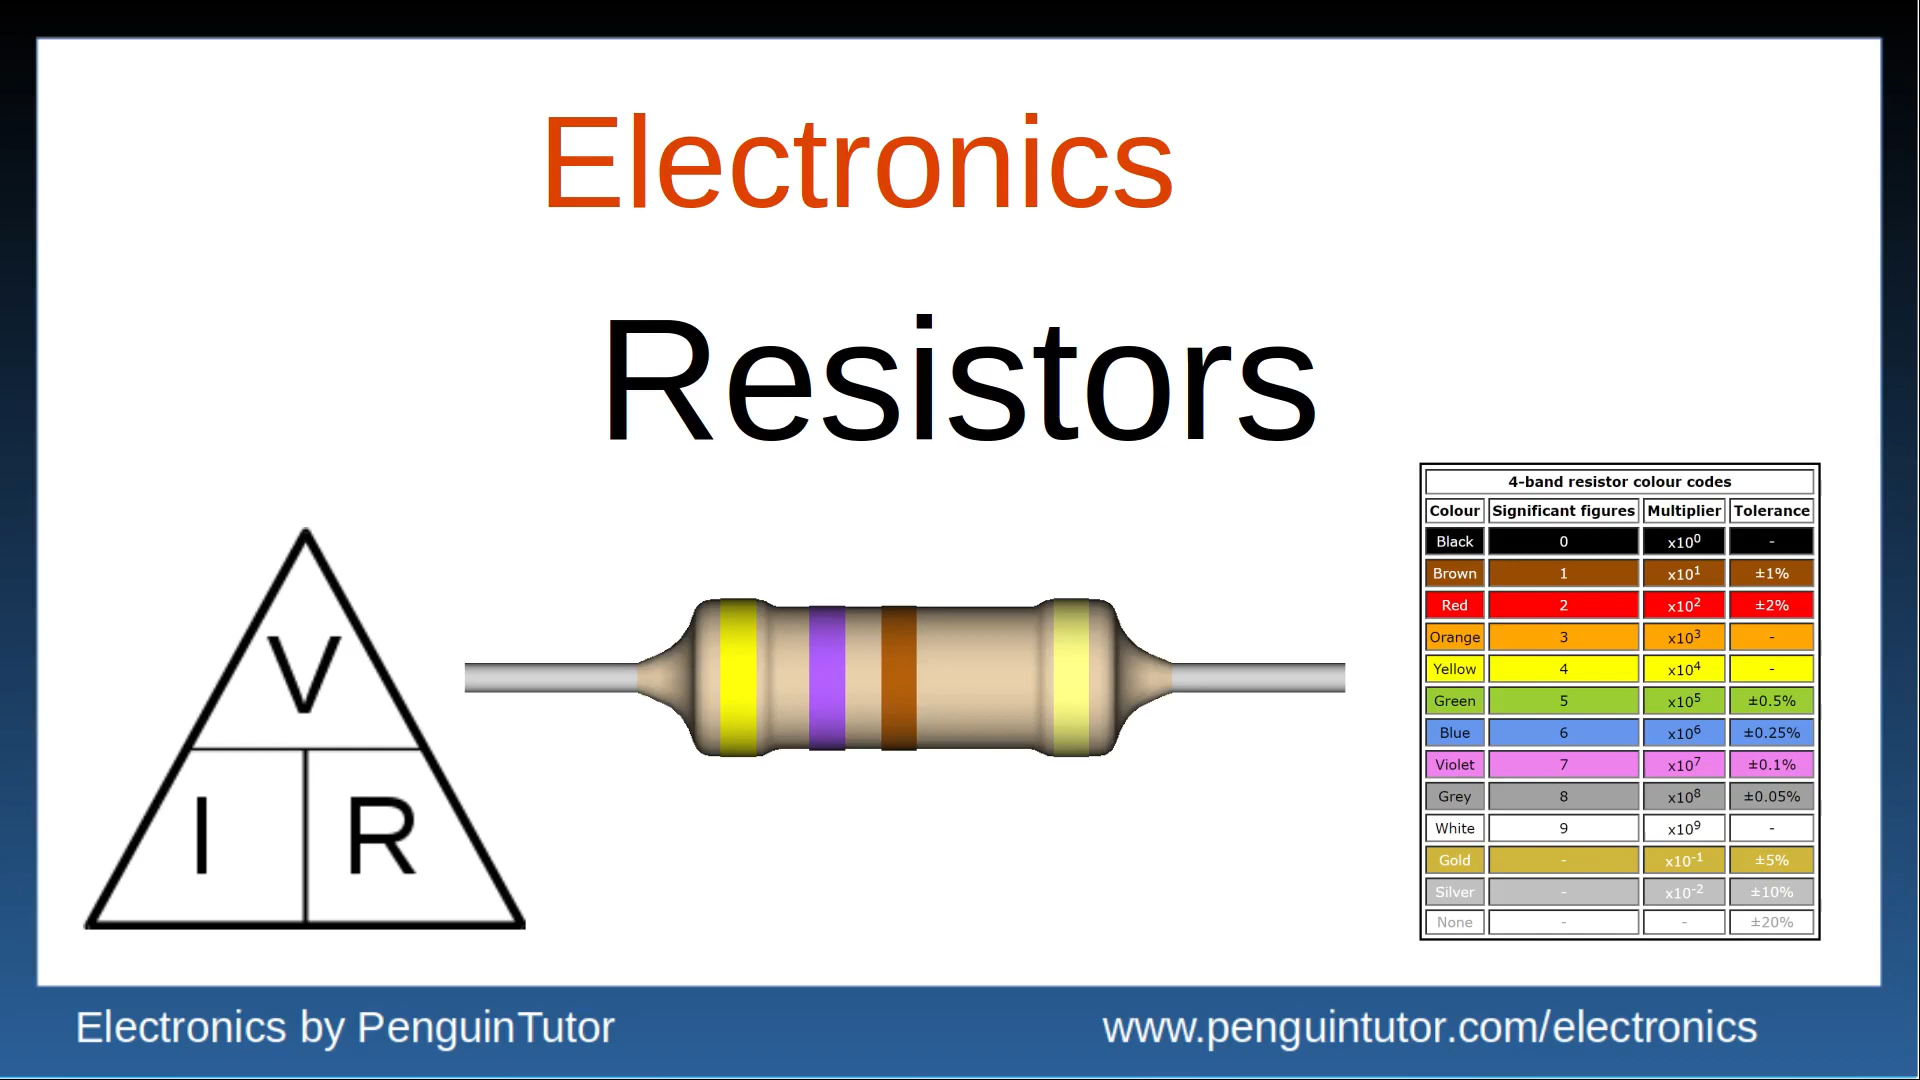 Electronics
Resistors
V
I R
4-band resistor colour codes
Colour Significant figures Multiplier Tolerance
Black 0 x10⁰ -
Brown 1 x10¹ ±1%
Red 2 x10² ±2%
Orange 3 x10³ -
Yellow 4 x10⁴ -
Green 5 x10⁵ ±0.5%
Blue 6 x10⁶ ±0.25%
Violet 7 x10⁷ ±0.1%
Grey 8 x10⁸ ±0.05%
White 9 x10⁹ -
Gold - x10⁻¹ ±5%
Silver - x10⁻² ±10%
None - - ±20%
Electronics by PenguinTutor
www.penguintutor.com/electronics